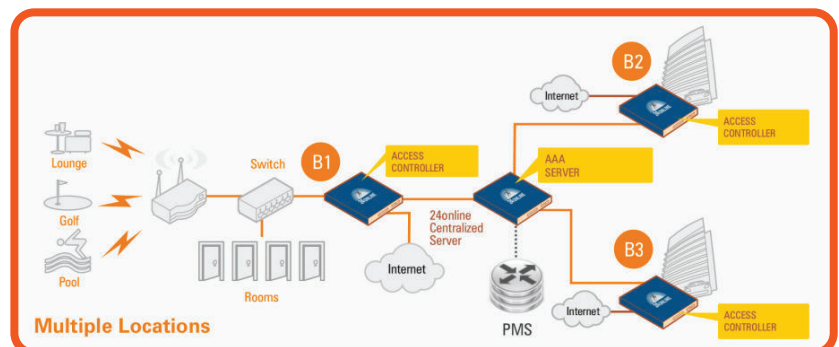 B2
Internet
ACCESS
CONTROLLER
Lounge
Switch
B1
ACCESS
CONTROLLER
AAA
SERVER
Golf
24online
Centralized
Server
B3
Pool
Rooms
Internet
Internet
PMS
ACCESS
CONTROLLER
Multiple Locations